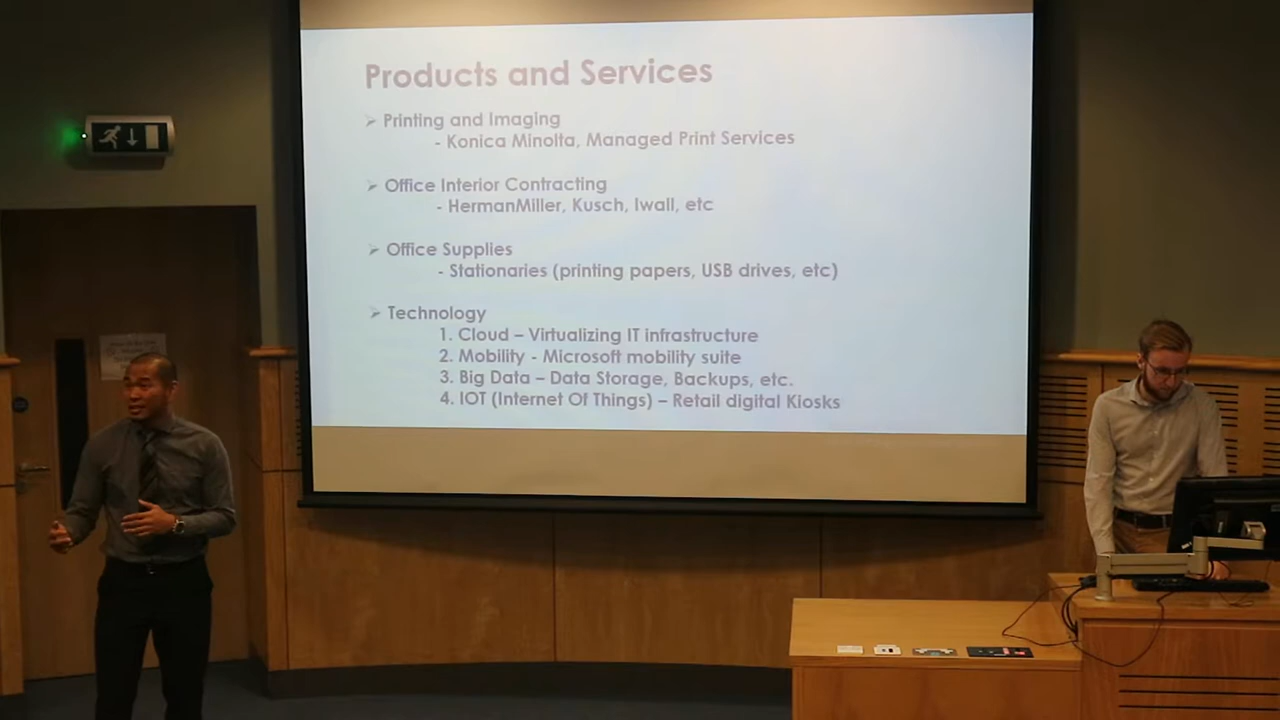 Products and Services
➢ Printing and Imaging
- Konica Minolta, Managed Print Services
➢ Office Interior Contracting
- HermanMiller, Kusch, Iwall, etc
➢ Office Supplies
- Stationaries (printing papers, USB drives, etc)
➢ Technology
1. Cloud – Virtualizing IT infrastructure
2. Mobility - Microsoft mobility suite
3. Big Data – Data Storage, Backups, etc.
4. IOT (Internet Of Things) – Retail digital Kiosks